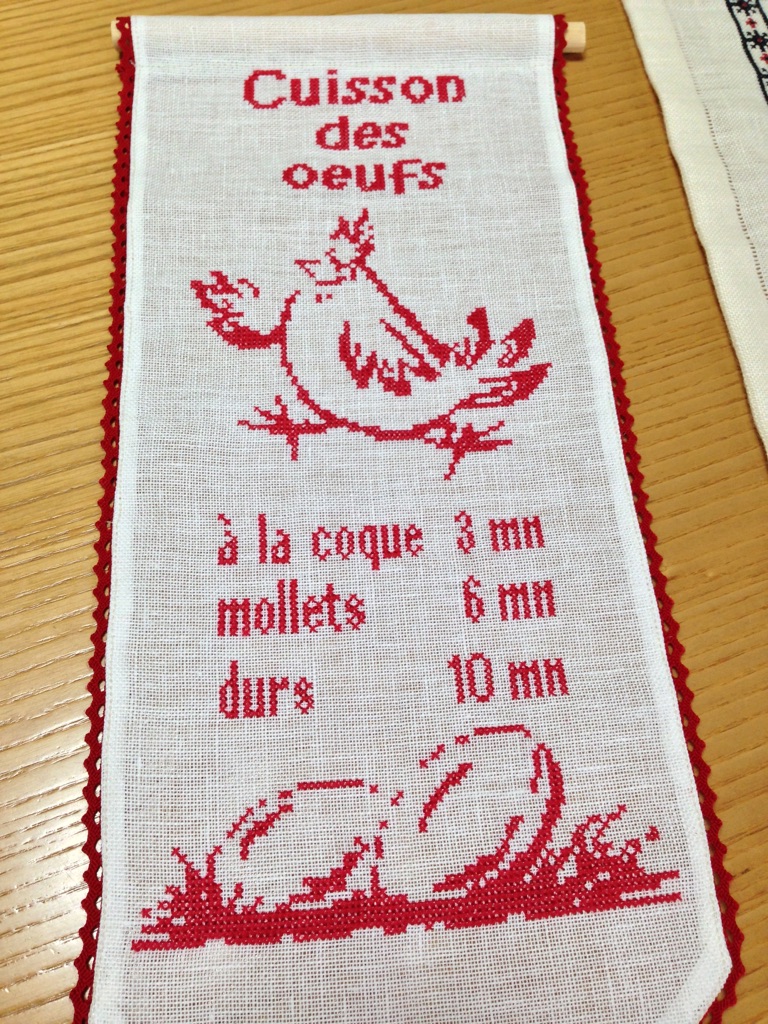 Cuisson
des
oeufs
à la coque 3 mn
mollets 6 mn
durs 10 mn